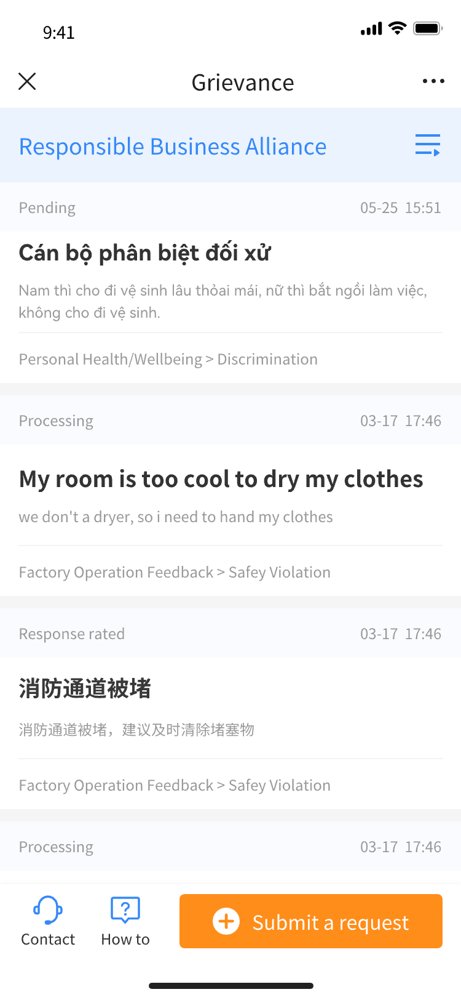 9:41
Grievance
Responsible Business Alliance
Pending 05-25 15:51
Cán bộ phân biệt đối xử
Nam thì cho đi vệ sinh lâu thỏai mái, nữ thì bắt ngồi làm việc,
không cho đi vệ sinh.
Personal Health/Wellbeing > Discrimination
Processing 03-17 17:46
My room is too cool to dry my clothes
we don't a dryer, so i need to hand my clothes
Factory Operation Feedback > Safey Violation
Response rated 03-17 17:46
消防通道被堵
消防通道被堵，建议及时清除堵塞物
Factory Operation Feedback > Safey Violation
Processing 03-17 17:46
Contact How to Submit a request